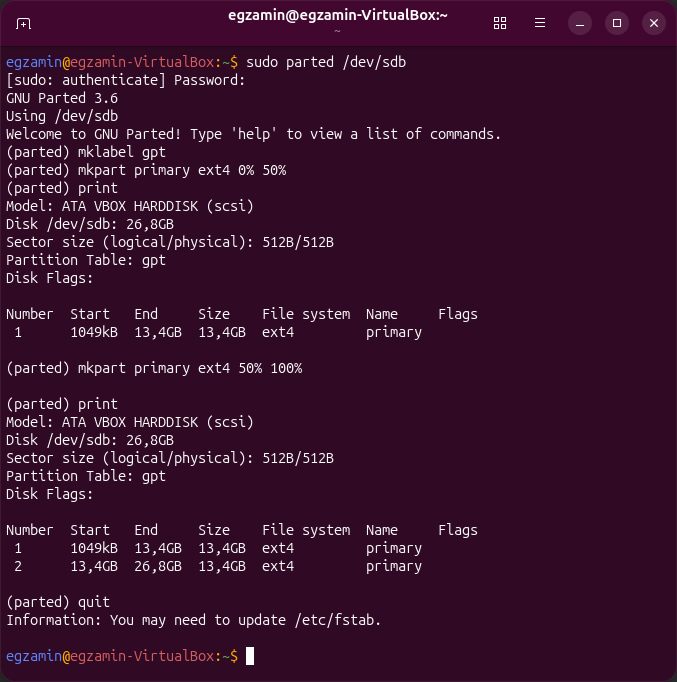 egzamin@egzamin-VirtualBox:~
~
egzamin@egzamin-VirtualBox:~$ sudo parted /dev/sdb
[sudo: authenticate] Password:
GNU Parted 3.6
Using /dev/sdb
Welcome to GNU Parted! Type 'help' to view a list of commands.
(parted) mklabel gpt
(parted) mkpart primary ext4 0% 50%
(parted) print
Model: ATA VBOX HARDDISK (scsi)
Disk /dev/sdb: 26,8GB
Sector size (logical/physical): 512B/512B
Partition Table: gpt
Disk Flags:
Number  Start   End     Size    File system  Name     Flags
 1      1049kB  13,4GB  13,4GB  ext4         primary
(parted) mkpart primary ext4 50% 100%
(parted) print
Model: ATA VBOX HARDDISK (scsi)
Disk /dev/sdb: 26,8GB
Sector size (logical/physical): 512B/512B
Partition Table: gpt
Disk Flags:
Number  Start   End     Size    File system  Name     Flags
 1      1049kB  13,4GB  13,4GB  ext4         primary
 2      13,4GB  26,8GB  13,4GB  ext4         primary
(parted) quit
Information: You may need to update /etc/fstab.
egzamin@egzamin-VirtualBox:~$